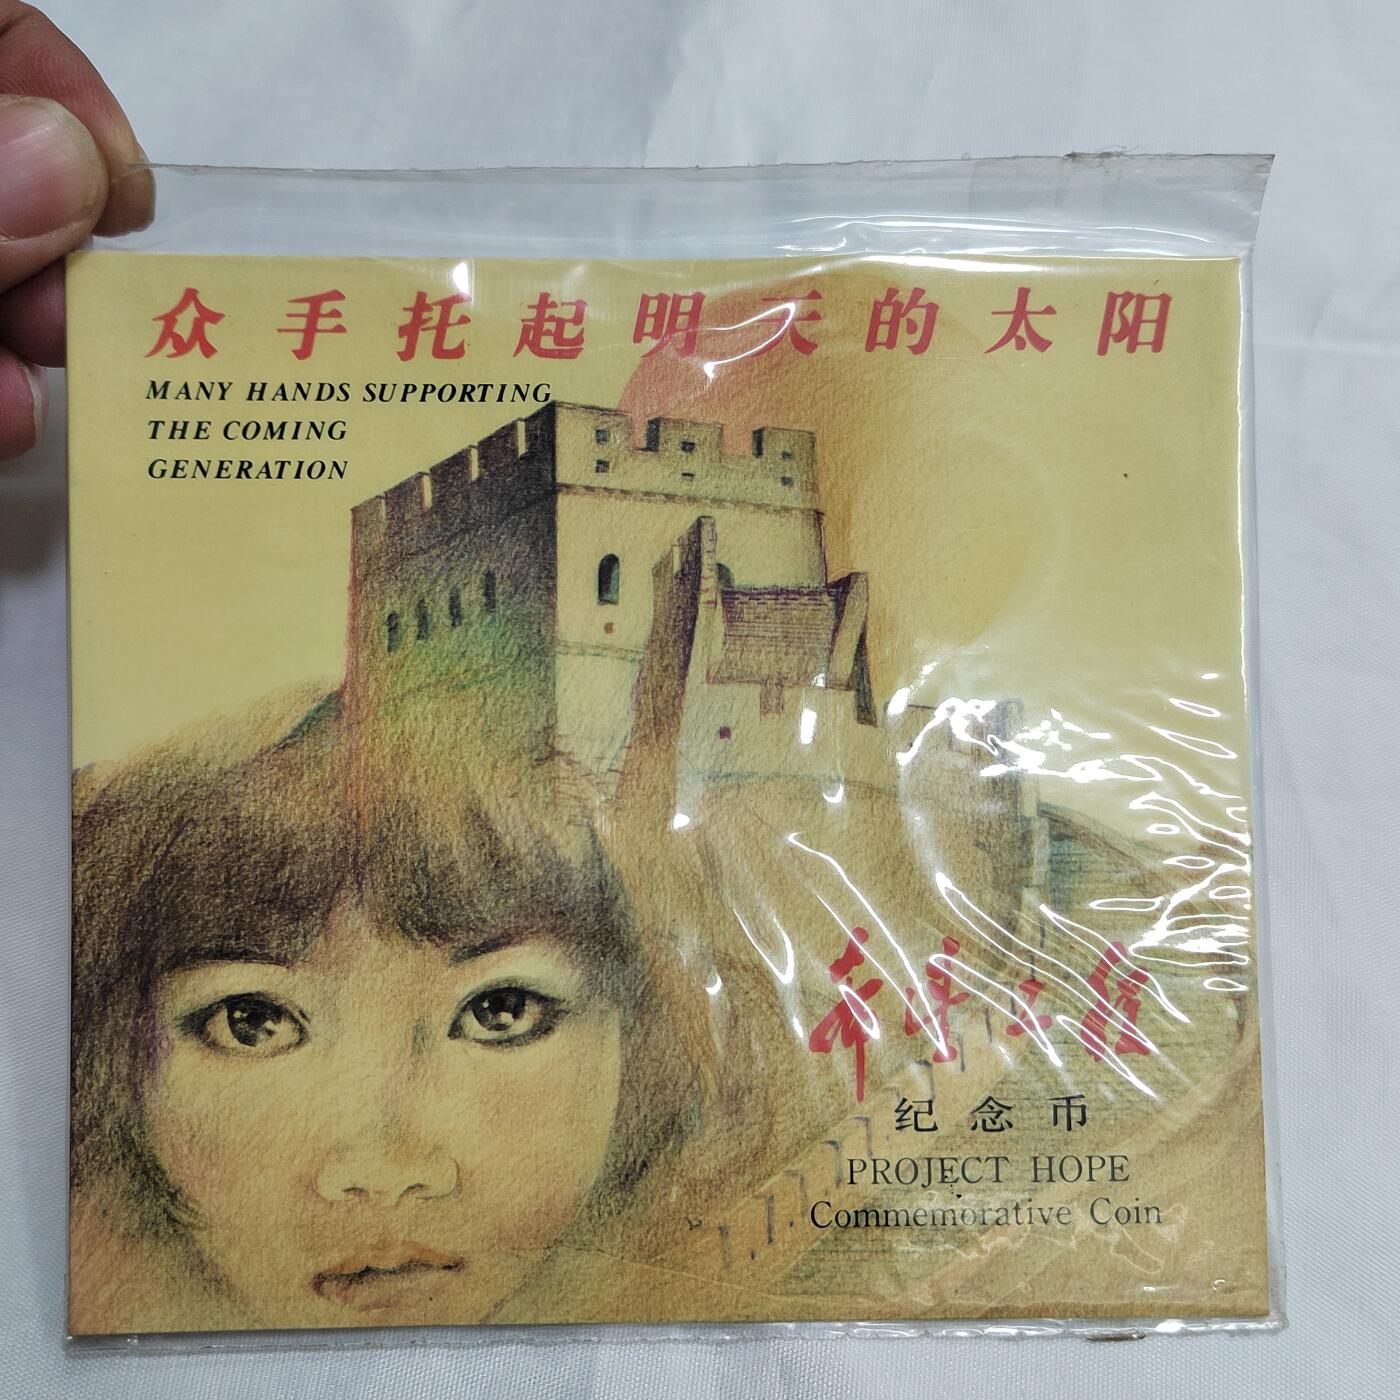 众手托起明天的太阳
MANY HANDS SUPPORTING
THE COMING
GENERATION
希望工程
纪念币
PROJECT HOPE
Commemorative Coin